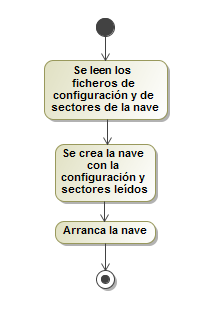 Se leen los
ficheros de
configuración y de
sectores de la nave
Se crea la nave
con la
configuración y
sectores leídos
Arranca la nave